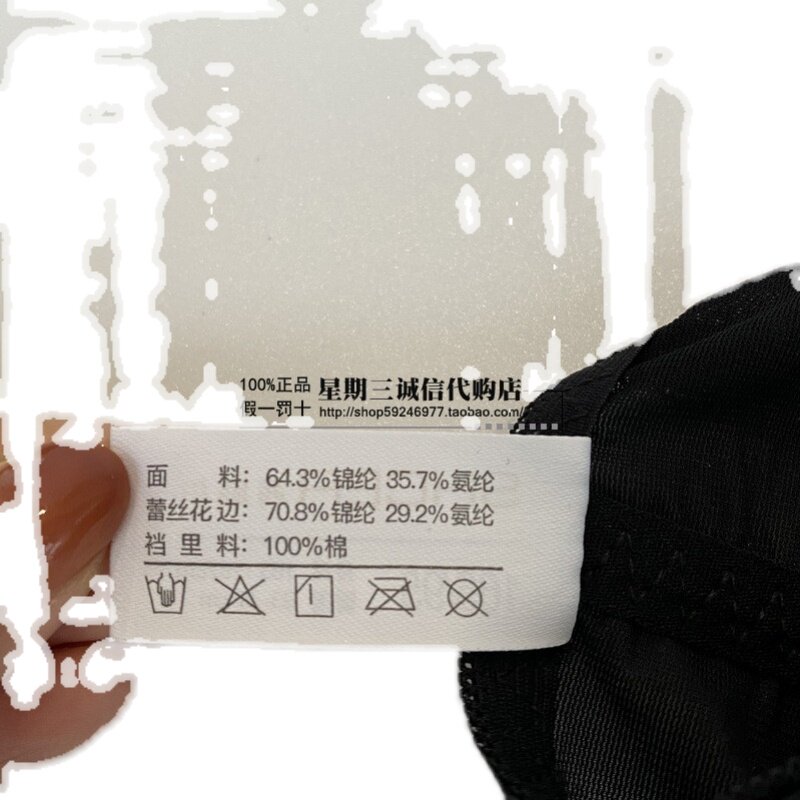 100%正品 星期三诚信代购店
假一罚十 http://shop59246977.taobao.com/
面 料：64.3%锦纶 35.7%氨纶
蕾丝花边：70.8%锦纶 29.2%氨纶
裆 里 料：100%棉